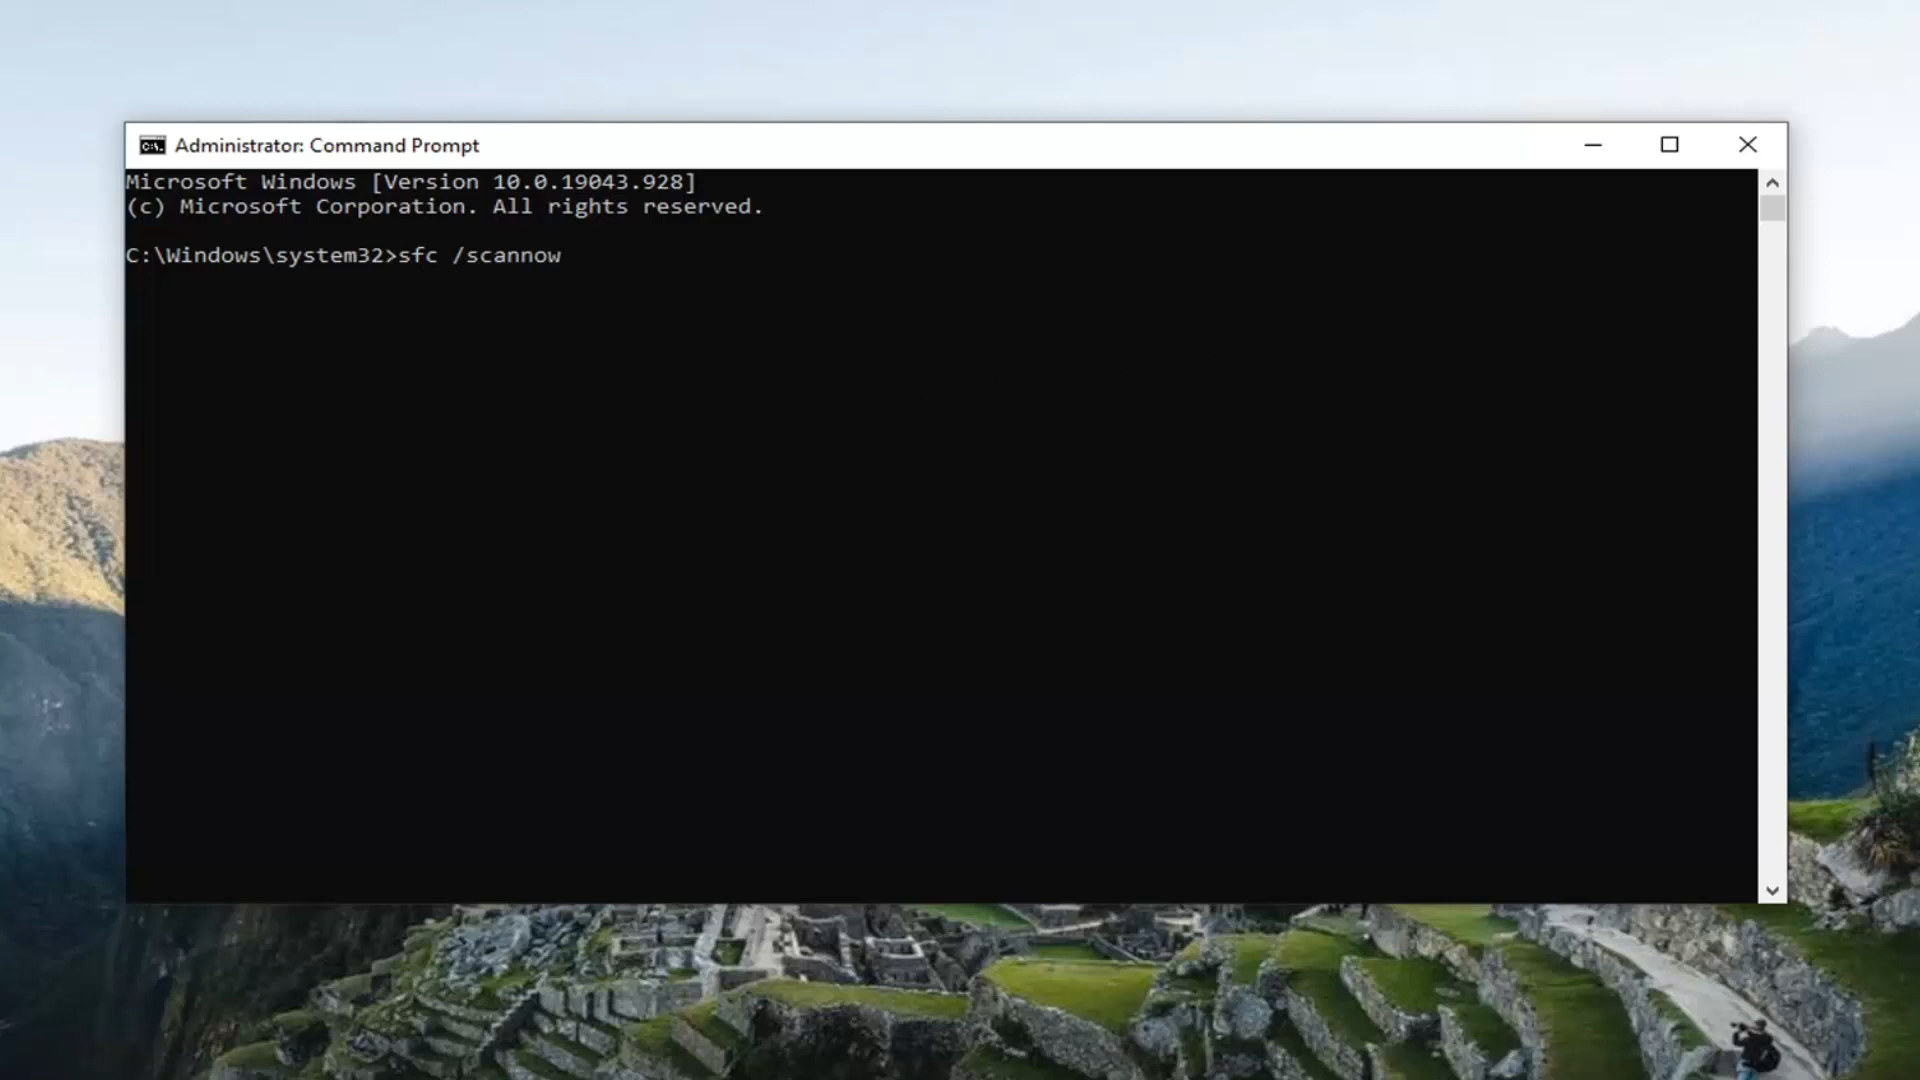 Administrator: Command Prompt
Microsoft Windows [Version 10.0.19043.928]
(c) Microsoft Corporation. All rights reserved.
C:\Windows\system32>sfc /scannow